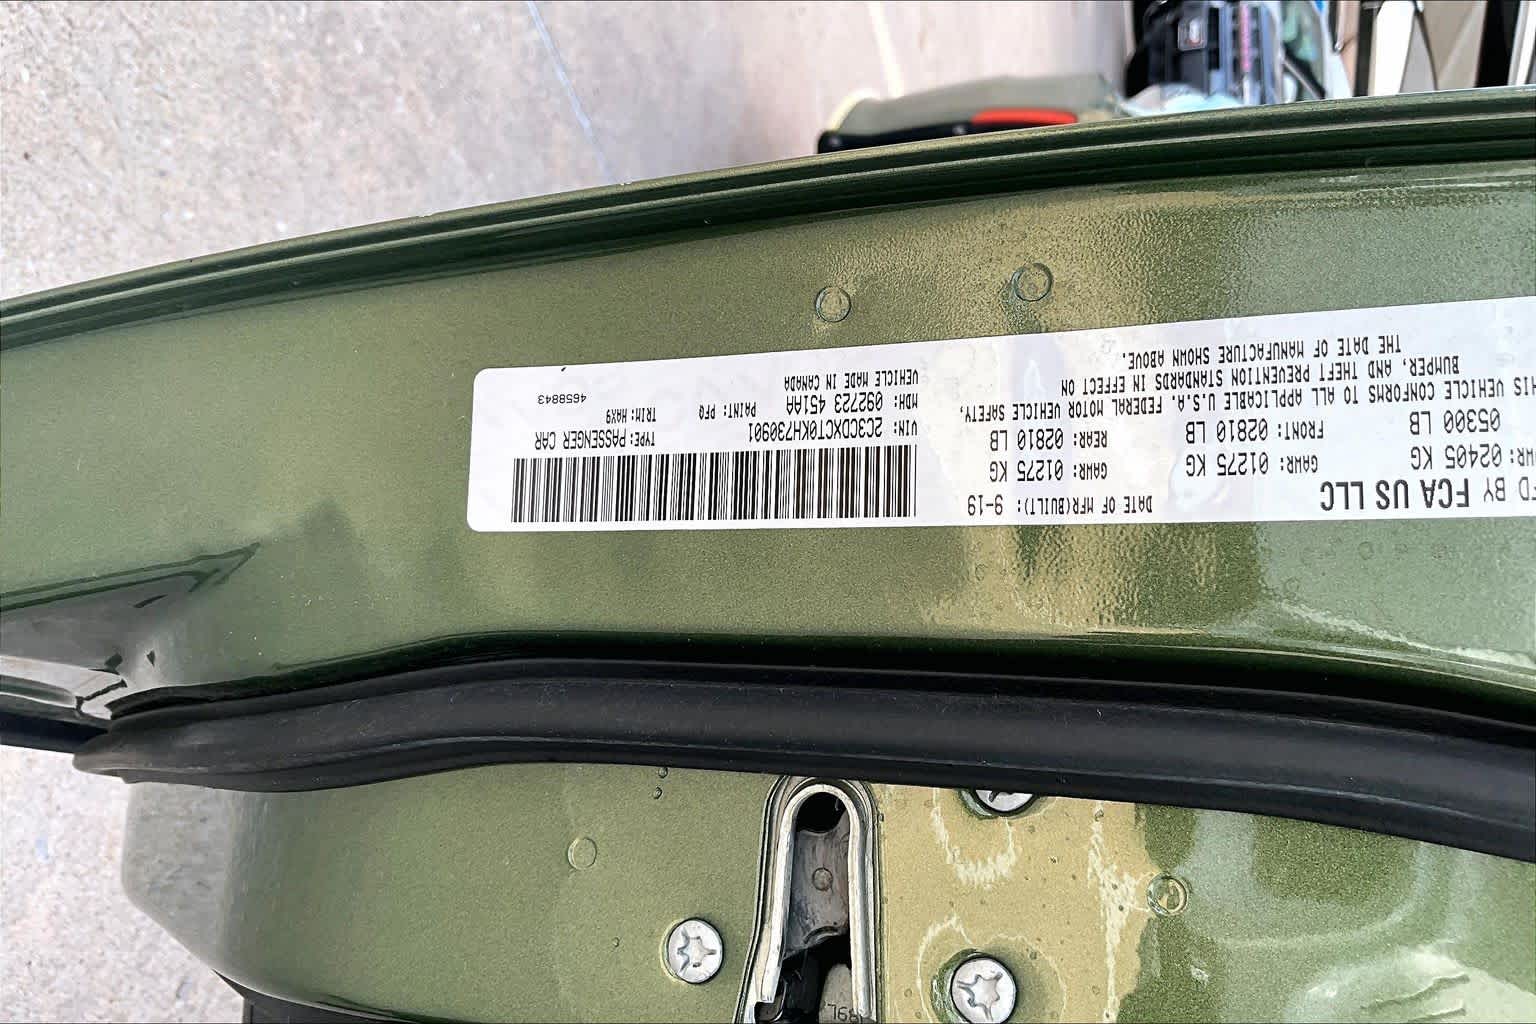 FD BY FCA US LLC
DATE OF MFR(BUILT): 9-19
02405 KG
GAWR: 01275 KG
GAWR: 01275 KG
05300 LB
FRONT: 02810 LB
REAR: 02810 LB
HIS VEHICLE CONFORMS TO ALL APPLICABLE U.S.A. FEDERAL MOTOR VEHICLE SAFETY,
BUMPER, AND THEFT PREVENTION STANDARDS IN EFFECT ON
THE DATE OF MANUFACTURE SHOWN ABOVE.
VIN: 2C3CDXCT0KH730901
TYPE: PASSENGER CAR
MDH: 092723 451AA
PAINT: PFQ
TRIM: HAX9
VEHICLE MADE IN CANADA
4658843